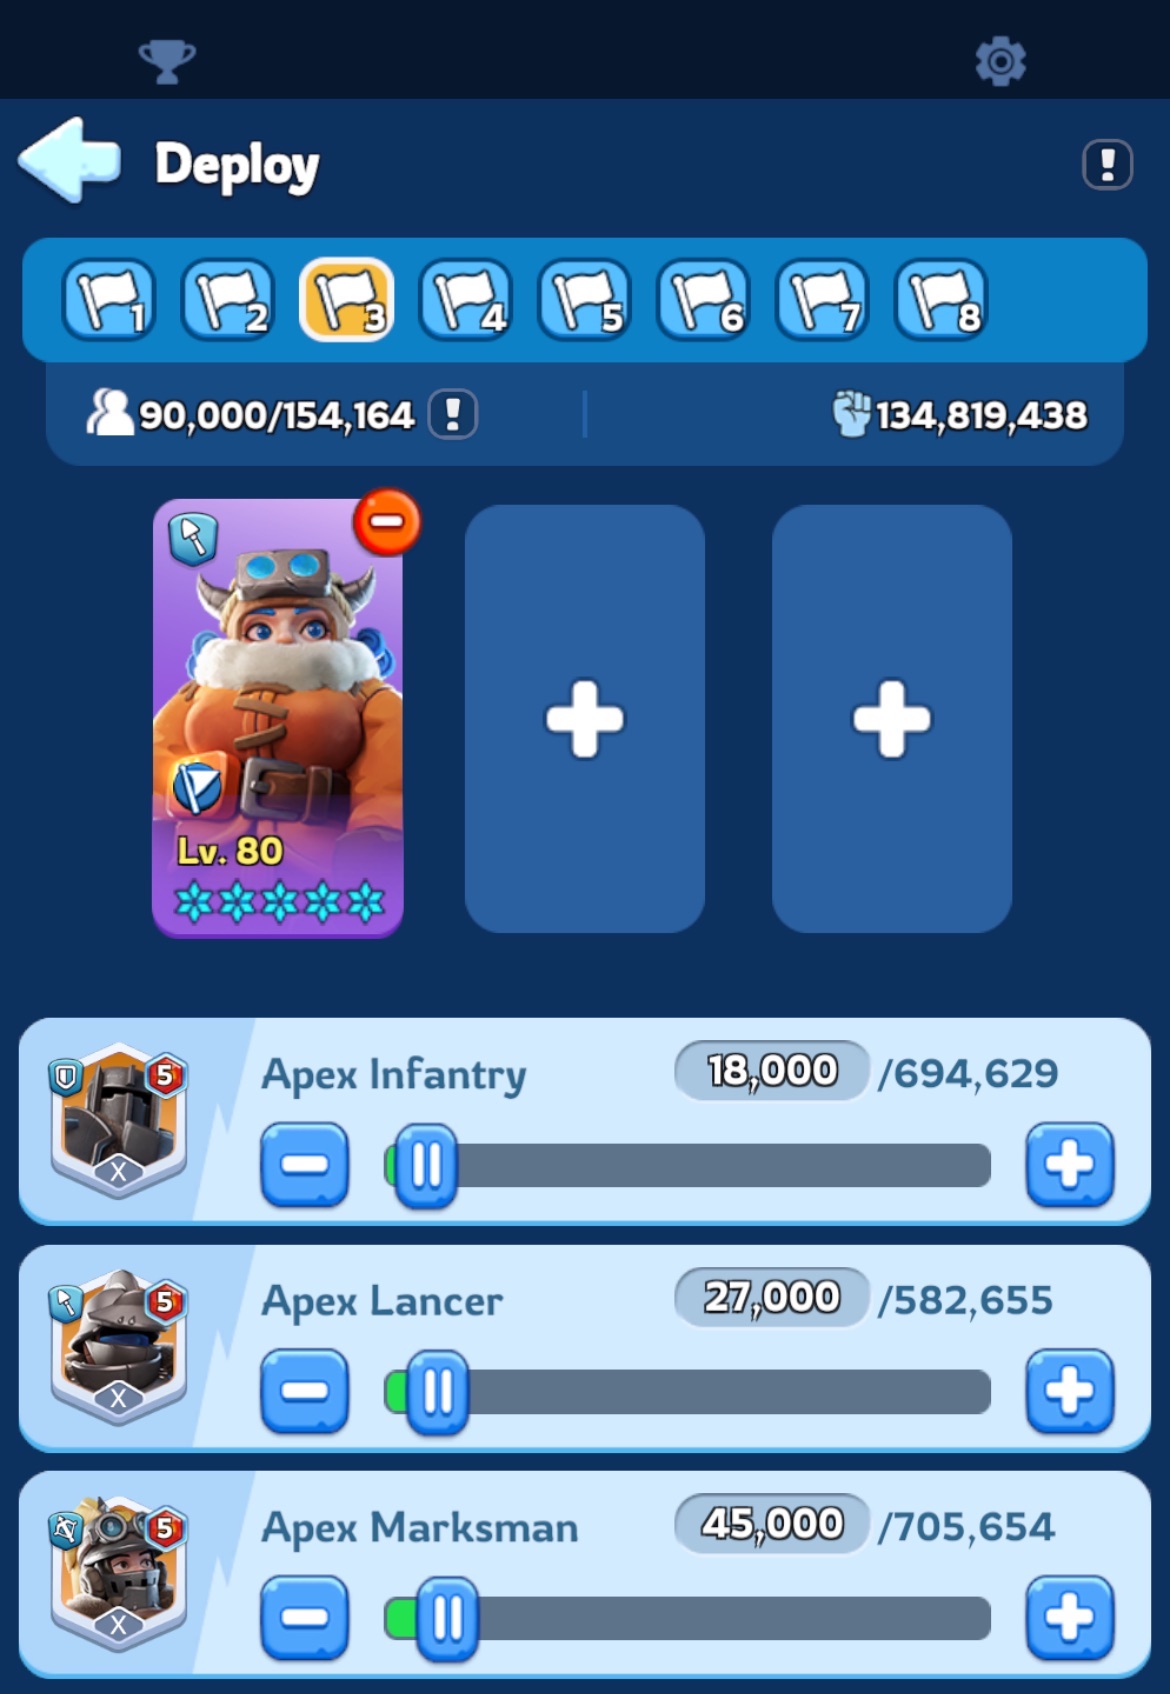 Deploy
1 2 3 4 5 6 7 8
90,000/154,164 ! 134,819,438
Lv. 80
5
X
Apex Infantry 18,000 /694,629
5
X
Apex Lancer 27,000 /582,655
5
X
Apex Marksman 45,000 /705,654